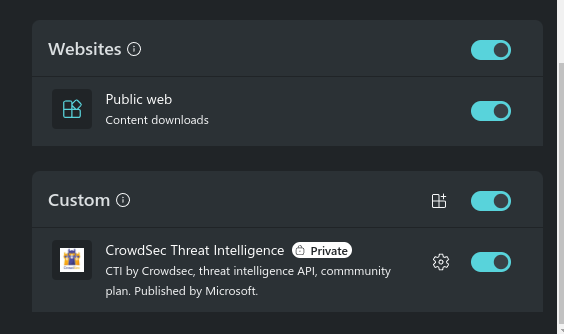 Websites
Public web
Content downloads
Custom
CrowdSec Threat Intelligence Private
CTI by Crowdsec, threat intelligence API, commmunity
plan. Published by Microsoft.